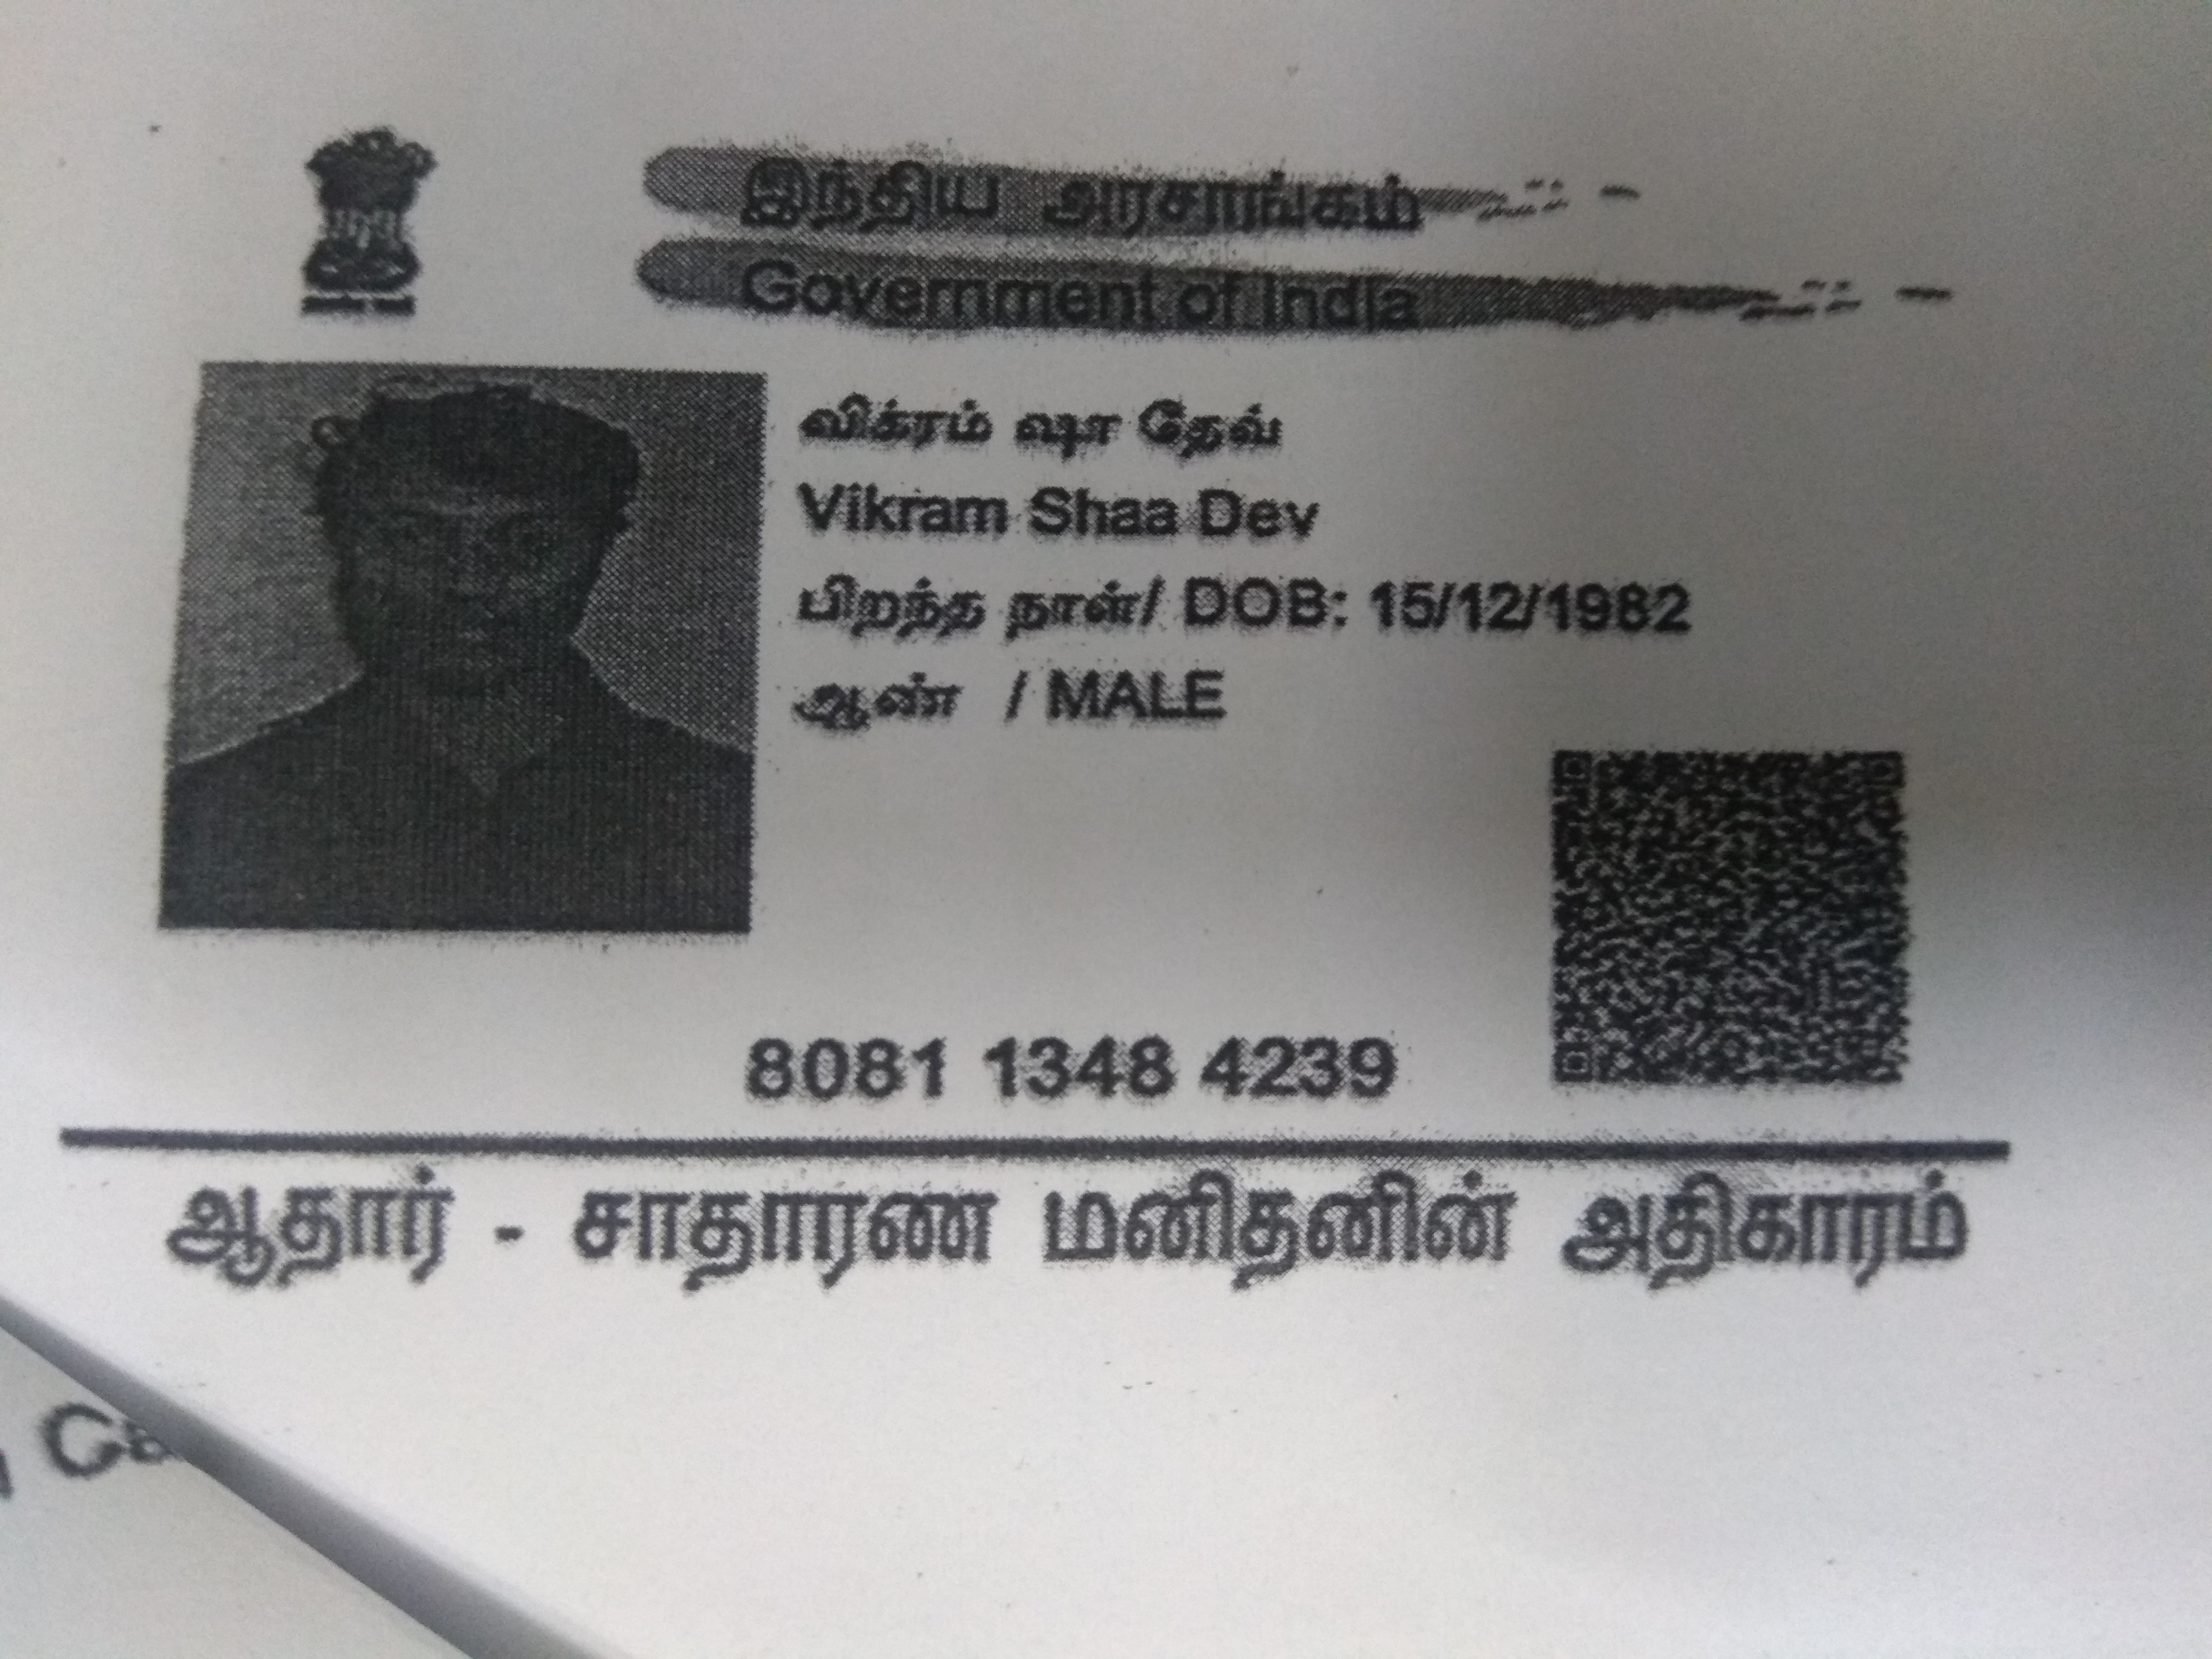 இந்திய அரசாங்கம்
Government of India
விக்ரம் ஷா தேவ்
Vikram Shaa Dev
பிறந்த நாள்/ DOB: 15/12/1982
ஆண் / MALE
8081 1348 4239
ஆதார் - சாதாரண மனிதனின் அதிகாரம்